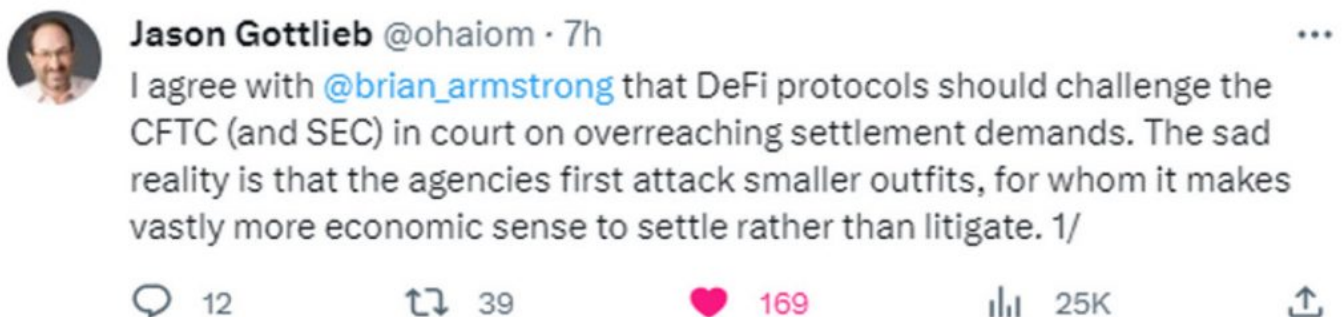 Jason Gottlieb @ohaiom · 7h
I agree with @brian_armstrong that DeFi protocols should challenge the
CFTC (and SEC) in court on overreaching settlement demands. The sad
reality is that the agencies first attack smaller outfits, for whom it makes
vastly more economic sense to settle rather than litigate. 1/
12 39 169 25K